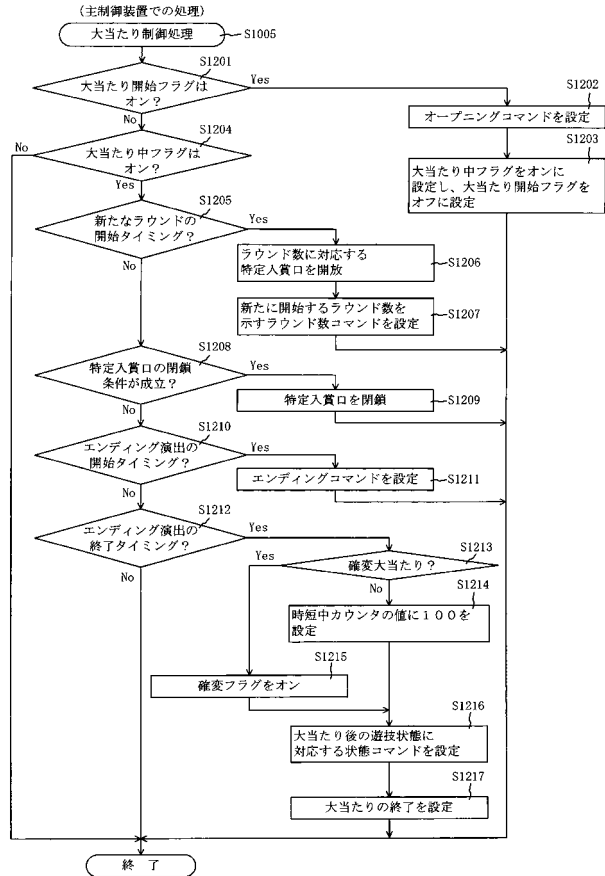 (主制御装置での処理)
大当たり制御処理
S1005
S1201
大当たり開始フラグは
オン?
Yes
No
S1202
オープニングコマンドを設定
S1203
大当たり中フラグをオンに
設定し、大当たり開始フラグを
オフに設定
S1204
大当たり中フラグは
オン?
No
Yes
S1205
新たなラウンドの
開始タイミング?
Yes
No
ラウンド数に対応する
特定入賞口を開放
S1206
新たに開始するラウンド数を
示すラウンド数コマンドを設定
S1207
S1208
特定入賞口の閉鎖
条件が成立?
Yes
No
特定入賞口を閉鎖
S1209
S1210
エンディング演出の
開始タイミング?
Yes
No
エンディングコマンドを設定
S1211
S1212
エンディング演出の
終了タイミング?
Yes
No
S1213
確変大当たり?
Yes
No
S1214
時短中カウンタの値に100を
設定
S1215
確変フラグをオン
S1216
大当たり後の遊技状態に
対応する状態コマンドを設定
S1217
大当たりの終了を設定
終 了